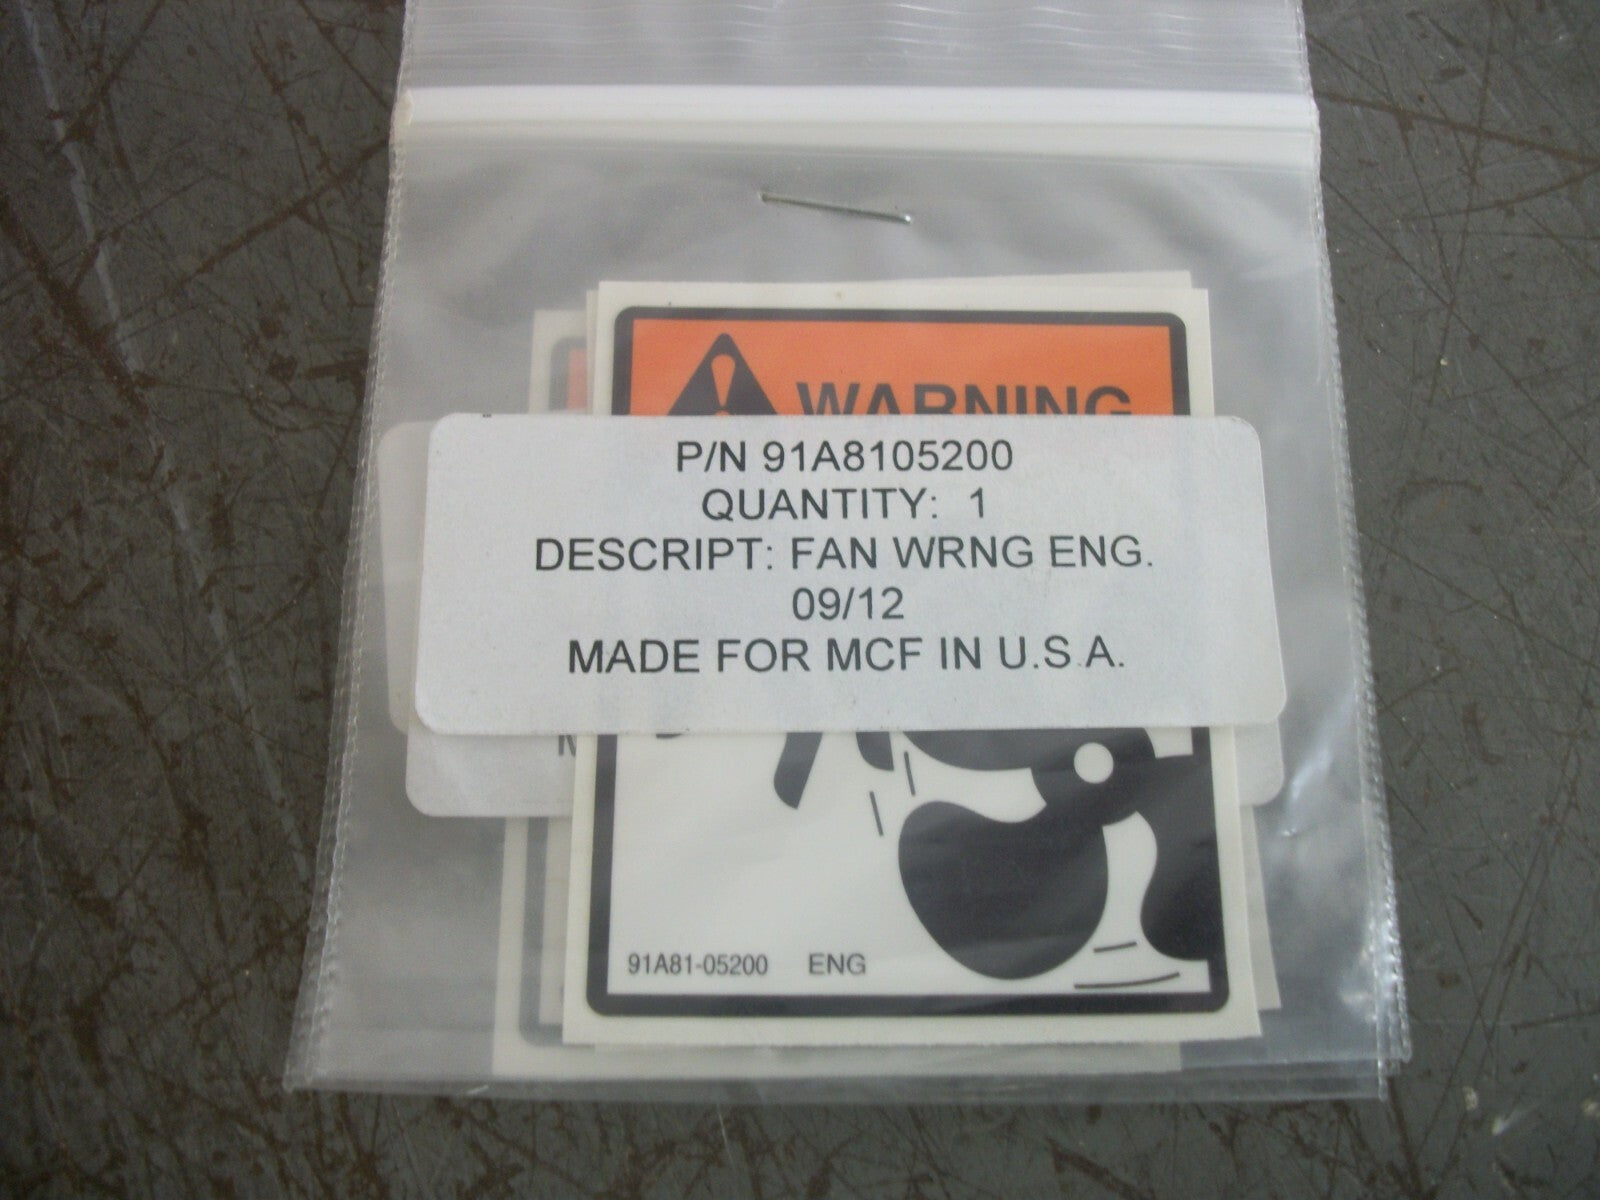 WARNING
P/N 91A8105200
QUANTITY: 1
DESCRIPT: FAN WRNG ENG.
09/12
MADE FOR MCF IN U.S.A.
91A81-05200 ENG